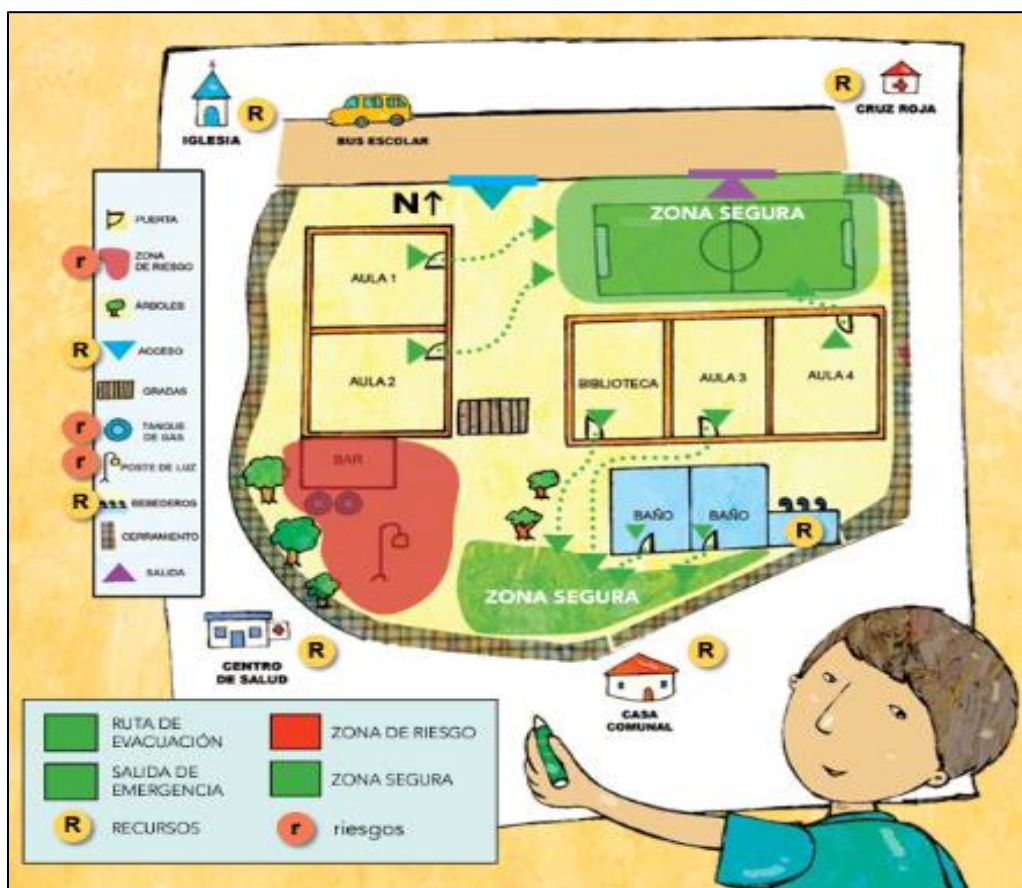 R
IGLESIA
BUS ESCOLAR
R
CRUZ ROJA
PUERTA
r
ZONA
DE RIESGO
ÁRBOLES
R
ACCESO
GRADAS
r
TANQUE
DE GAS
r
POSTE DE LUZ
R
BEBEDEROS
CERRAMIENTO
SALIDA
N↑
ZONA SEGURA
AULA 1
AULA 2
BIBLIOTECA
AULA 3
AULA 4
BAR
BAÑO
BAÑO
R
ZONA SEGURA
CENTRO
DE SALUD
R
CASA
COMUNAL
R
RUTA DE
EVACUACIÓN
ZONA DE RIESGO
SALIDA DE
EMERGENCIA
ZONA SEGURA
R
RECURSOS
r
riesgos